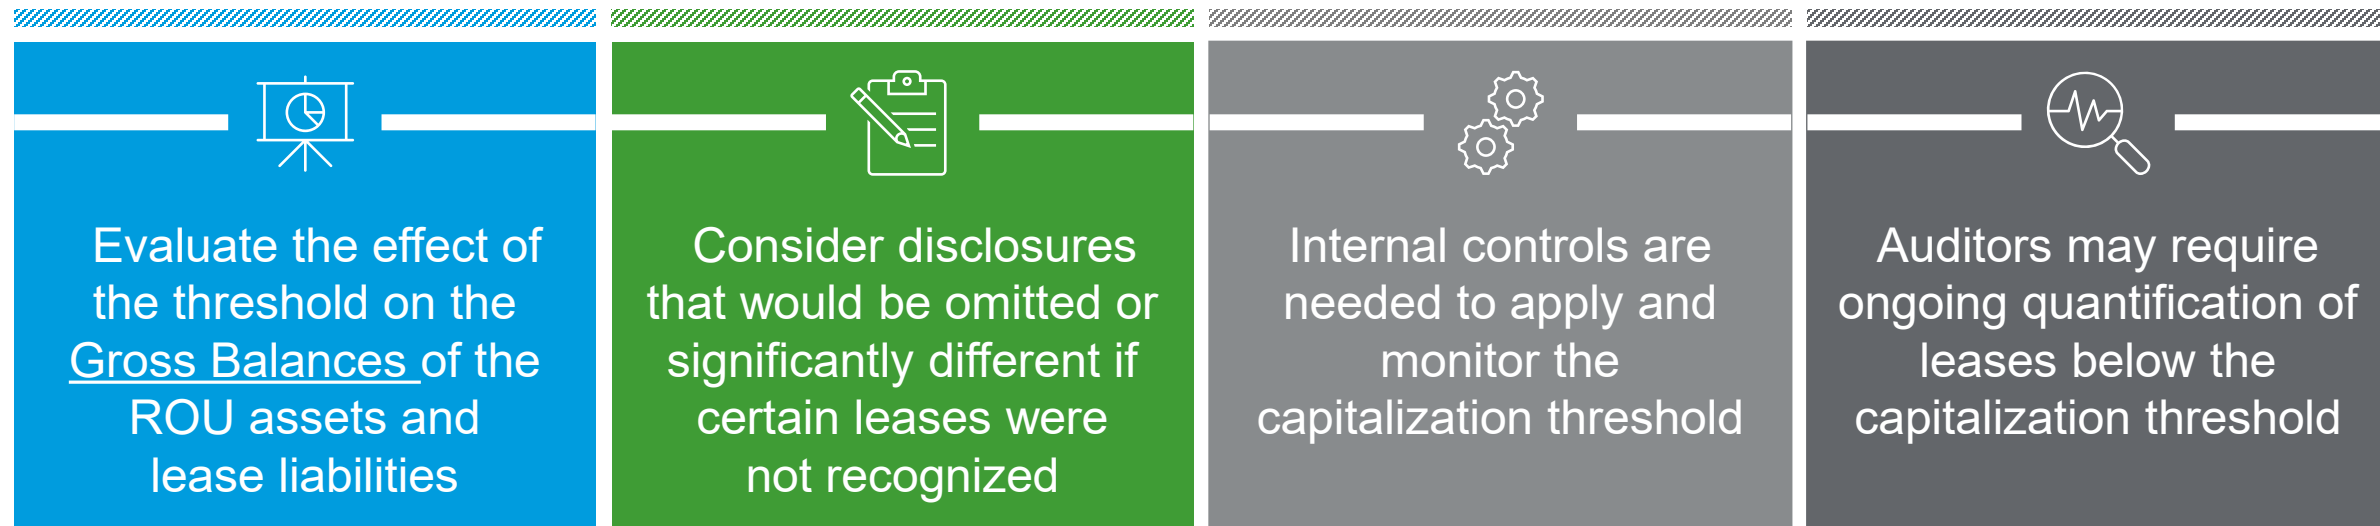 Evaluate the effect of
the threshold on the
Gross Balances of the
ROU assets and
lease liabilities
Consider disclosures
that would be omitted or
significantly different if
certain leases were
not recognized
Internal controls are
needed to apply and
monitor the
capitalization threshold
Auditors may require
ongoing quantification of
leases below the
capitalization threshold